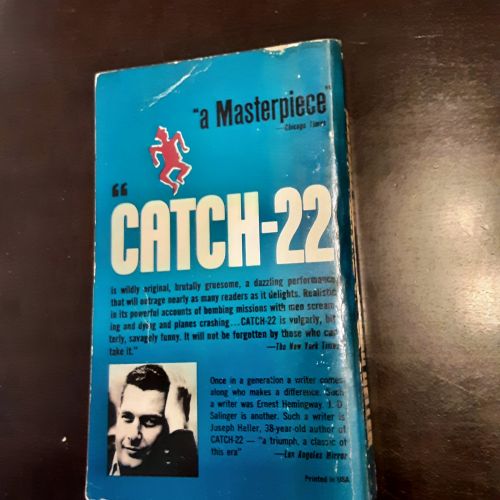 "a Masterpiece"
—Chicago Times
"CATCH-22
is wildly original, brutally gruesome, a dazzling performance
that will outrage nearly as many readers as it delights. Realistic
in its powerful accounts of bombing missions with men scream-
ing and dying and planes crashing...CATCH-22 is vulgarly, bit-
terly, savagely funny. It will not be forgotten by those who can
take it."
—The New York Times
Once in a generation a writer comes
along who makes a difference. Such
a writer was Ernest Hemingway. J. D.
Salinger is another. Such a writer is
Joseph Heller, 38-year-old author of
CATCH-22 — "a triumph, a classic of
this era" —Los Angeles Mirror
Printed in USA